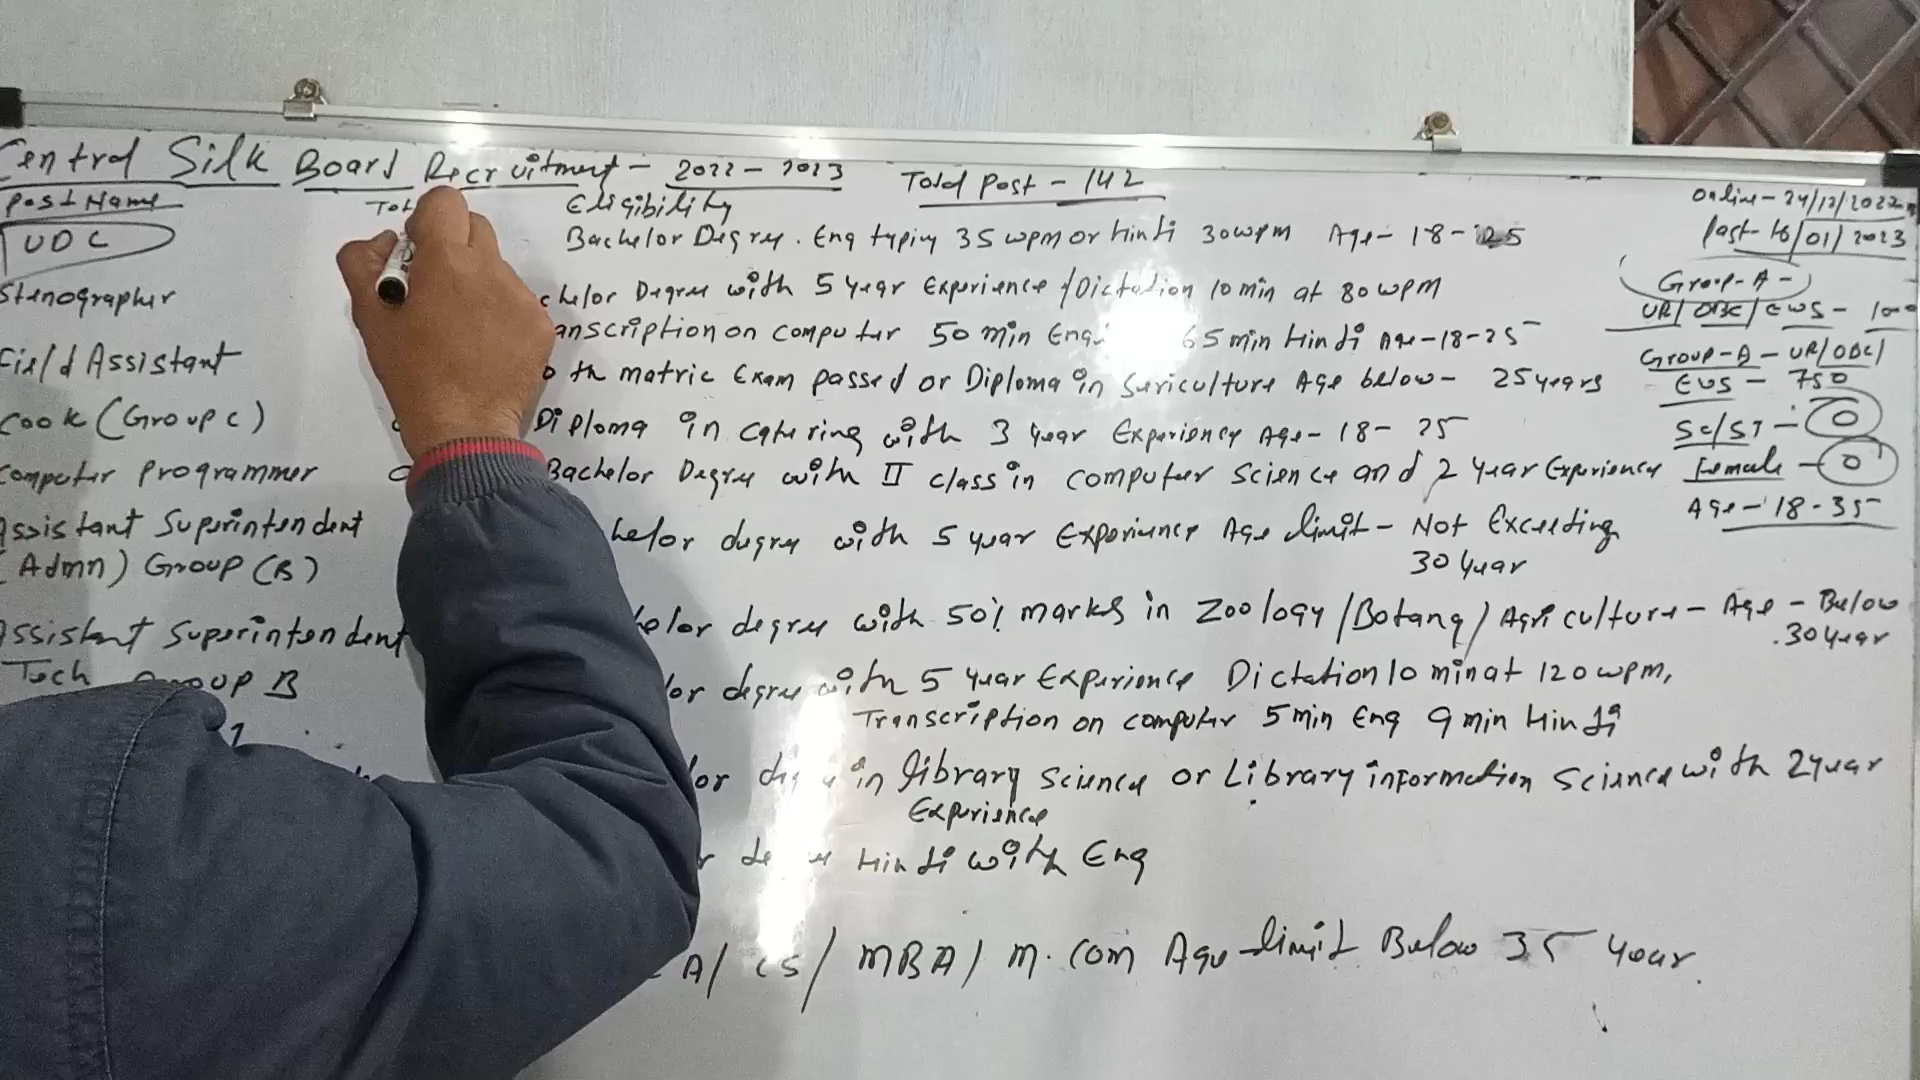 Central Silk Board Recruitment - 2022-2023 Total Post - 142
Post Name Tot Eligibility
UDC Bachelor Degree. Eng typing 35 wpm or Hindi 30wpm Age- 18-25
Stenographer chelor Degree with 5 year Experience / Dictation 10 min at 80 wpm
anscription on computer 50 min Eng 65 min Hindi Age-18-25
Field Assistant th matric Exam passed or Diploma in Sericulture Age below- 25 years
Cook (Group C) Diploma in catering with 3 year Experiency Age- 18- 25
Computer Programmer Bachelor Degree with II class in computer science and 2 year Experiency
Assistant Superintendent helor degree with 5 year Experience Age limit- Not Exceeding
(Admn) Group (B) 30 year
Assistant Superintendent helor degree with 50% marks in Zoology/Botany/Agriculture- Age - Below
30 year
Tech Group B lor degree with 5 year Experience Dictation 10 min at 120 wpm,
Transcription on computer 5 min Eng 9 min Hindi
lor degree in library science or Library information science with 2 year
Experience
r degree Hindi with Eng
A/ CS/ MBA/ M.Com Age limit Below 35 year.
Online- 24/12/2022
last- 16/01/2023
Group-A-
UR/OBC/EWS- 1000
Group-B- UR/OBC/
EWS - 750
SC/ST- 0
Female - 0
Age- 18-35